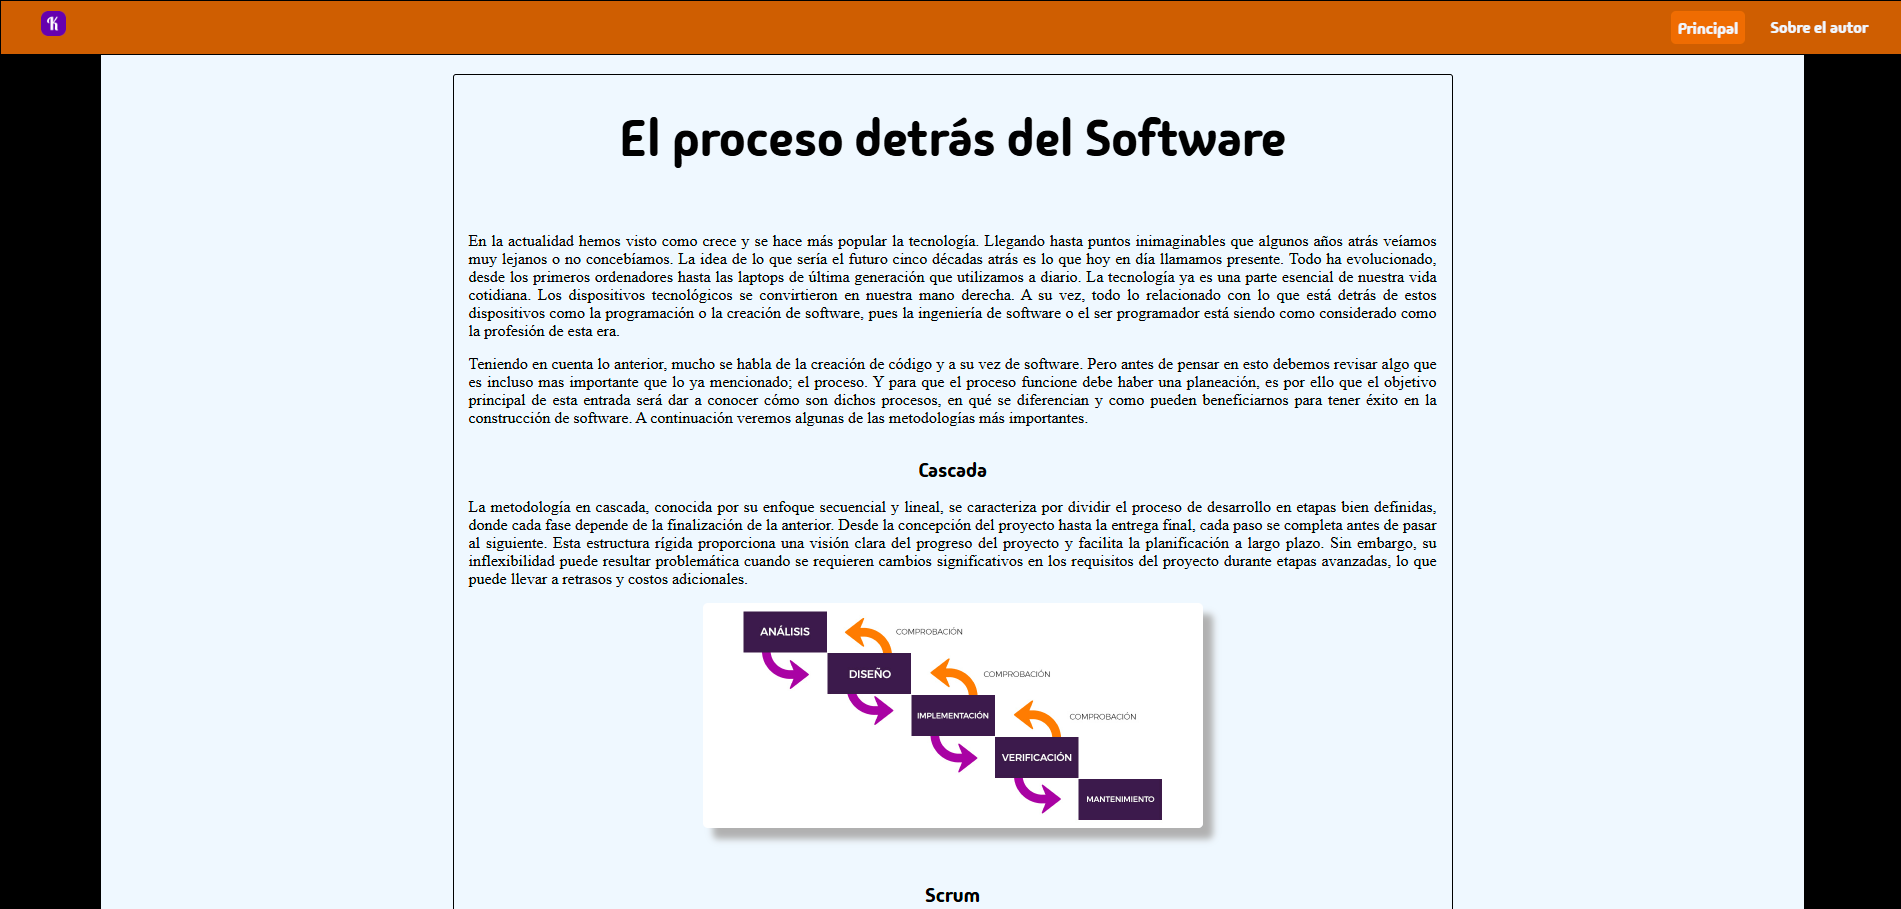 K
Principal
Sobre el autor
El proceso detrás del Software
En la actualidad hemos visto como crece y se hace más popular la tecnología. Llegando hasta puntos inimaginables que algunos años atrás veíamos
muy lejanos o no concebíamos. La idea de lo que sería el futuro cinco décadas atrás es lo que hoy en día llamamos presente. Todo ha evolucionado,
desde los primeros ordenadores hasta las laptops de última generación que utilizamos a diario. La tecnología ya es una parte esencial de nuestra vida
cotidiana. Los dispositivos tecnológicos se convirtieron en nuestra mano derecha. A su vez, todo lo relacionado con lo que está detrás de estos
dispositivos como la programación o la creación de software, pues la ingeniería de software o el ser programador está siendo como considerado como
la profesión de esta era.
Teniendo en cuenta lo anterior, mucho se habla de la creación de código y a su vez de software. Pero antes de pensar en esto debemos revisar algo que
es incluso mas importante que lo ya mencionado; el proceso. Y para que el proceso funcione debe haber una planeación, es por ello que el objetivo
principal de esta entrada será dar a conocer cómo son dichos procesos, en qué se diferencian y como pueden beneficiarnos para tener éxito en la
construcción de software. A continuación veremos algunas de las metodologías más importantes.
Cascada
La metodología en cascada, conocida por su enfoque secuencial y lineal, se caracteriza por dividir el proceso de desarrollo en etapas bien definidas,
donde cada fase depende de la finalización de la anterior. Desde la concepción del proyecto hasta la entrega final, cada paso se completa antes de pasar
al siguiente. Esta estructura rígida proporciona una visión clara del progreso del proyecto y facilita la planificación a largo plazo. Sin embargo, su
inflexibilidad puede resultar problemática cuando se requieren cambios significativos en los requisitos del proyecto durante etapas avanzadas, lo que
puede llevar a retrasos y costos adicionales.
ANÁLISIS
COMPROBACIÓN
DISEÑO
COMPROBACIÓN
IMPLEMENTACIÓN
COMPROBACIÓN
VERIFICACIÓN
MANTENIMIENTO
Scrum